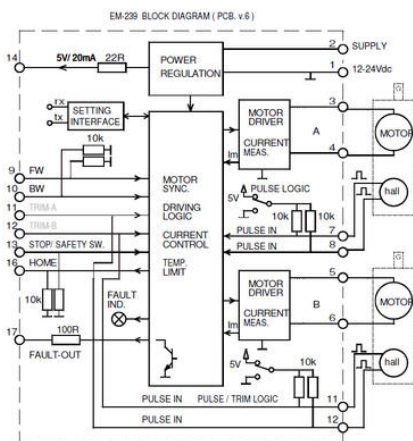 EM-239 BLOCK DIAGRAM ( PCB. v.6 )
14
5V/ 20mA
22R
POWER
REGULATION
2
SUPPLY
1
12-24Vdc
rx
tx
SETTING
INTERFACE
10k
9
FW
10
BW
11
TRIM-A
12
TRIM-B
13
STOP/ SAFETY SW.
16
HOME
10k
17
100R
FAULT-OUT
FAULT
IND.
MOTOR
SYNC.
DRIVING
LOGIC
CURRENT
CONTROL
TEMP.
LIMIT
MOTOR
DRIVER
CURRENT
MEAS.
A
Im
3
4
MOTOR
5V
PULSE LOGIC
10k
10k
hall
PULSE IN
7
PULSE IN
8
MOTOR
DRIVER
CURRENT
MEAS.
B
Im
5
6
MOTOR
5V
10k
hall
PULSE IN
PULSE / TRIM LOGIC
11
PULSE IN
12